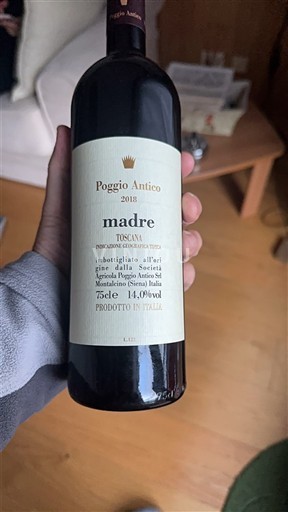 Poggio Antico
Poggio Antico
2018
madre
TOSCANA
INDICAZIONE GEOGRAFICA TIPICA
imbottigliato all'ori
gine dalla Società
Agricola Poggio Antico Srl
Montalcino (Siena) Italia
75cle 14,0%vol
PRODOTTO IN ITALIA